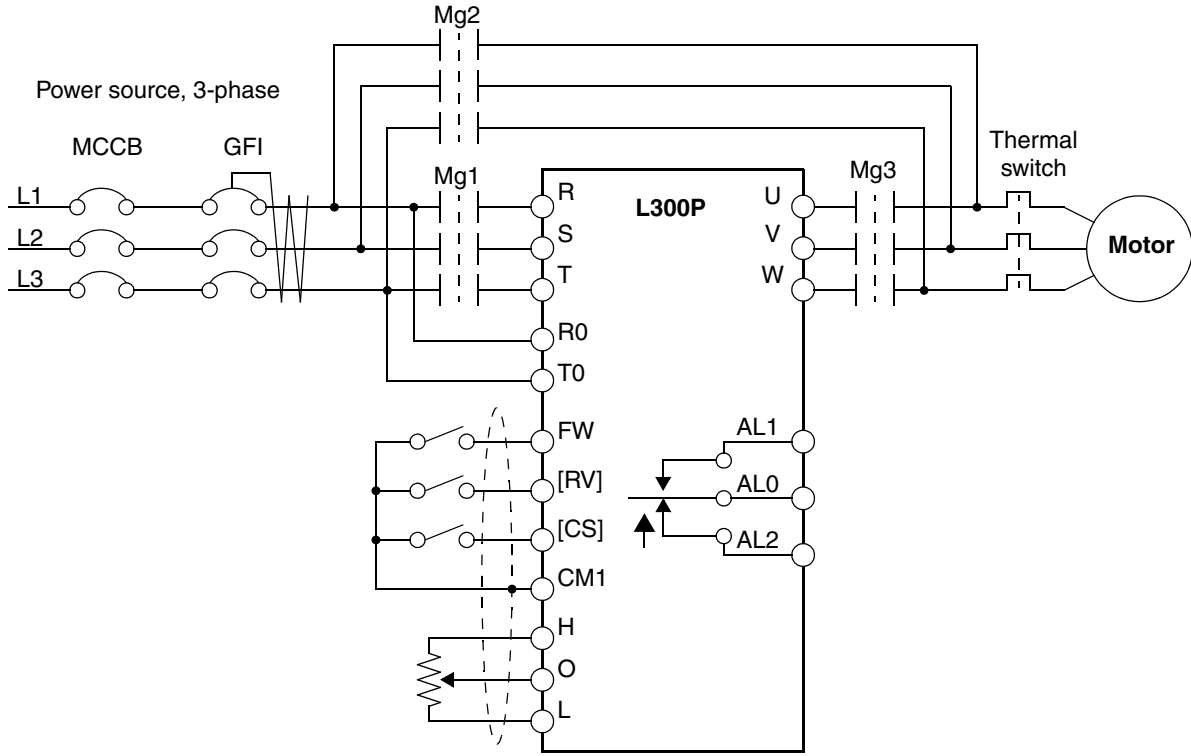 Mg2
Power source, 3-phase
MCCB
GFI
Mg1
Mg3
Thermal
switch
L1
L2
L3
R
S
T
R0
T0
L300P
U
V
W
Motor
FW
[RV]
[CS]
CM1
H
O
L
AL1
AL0
AL2